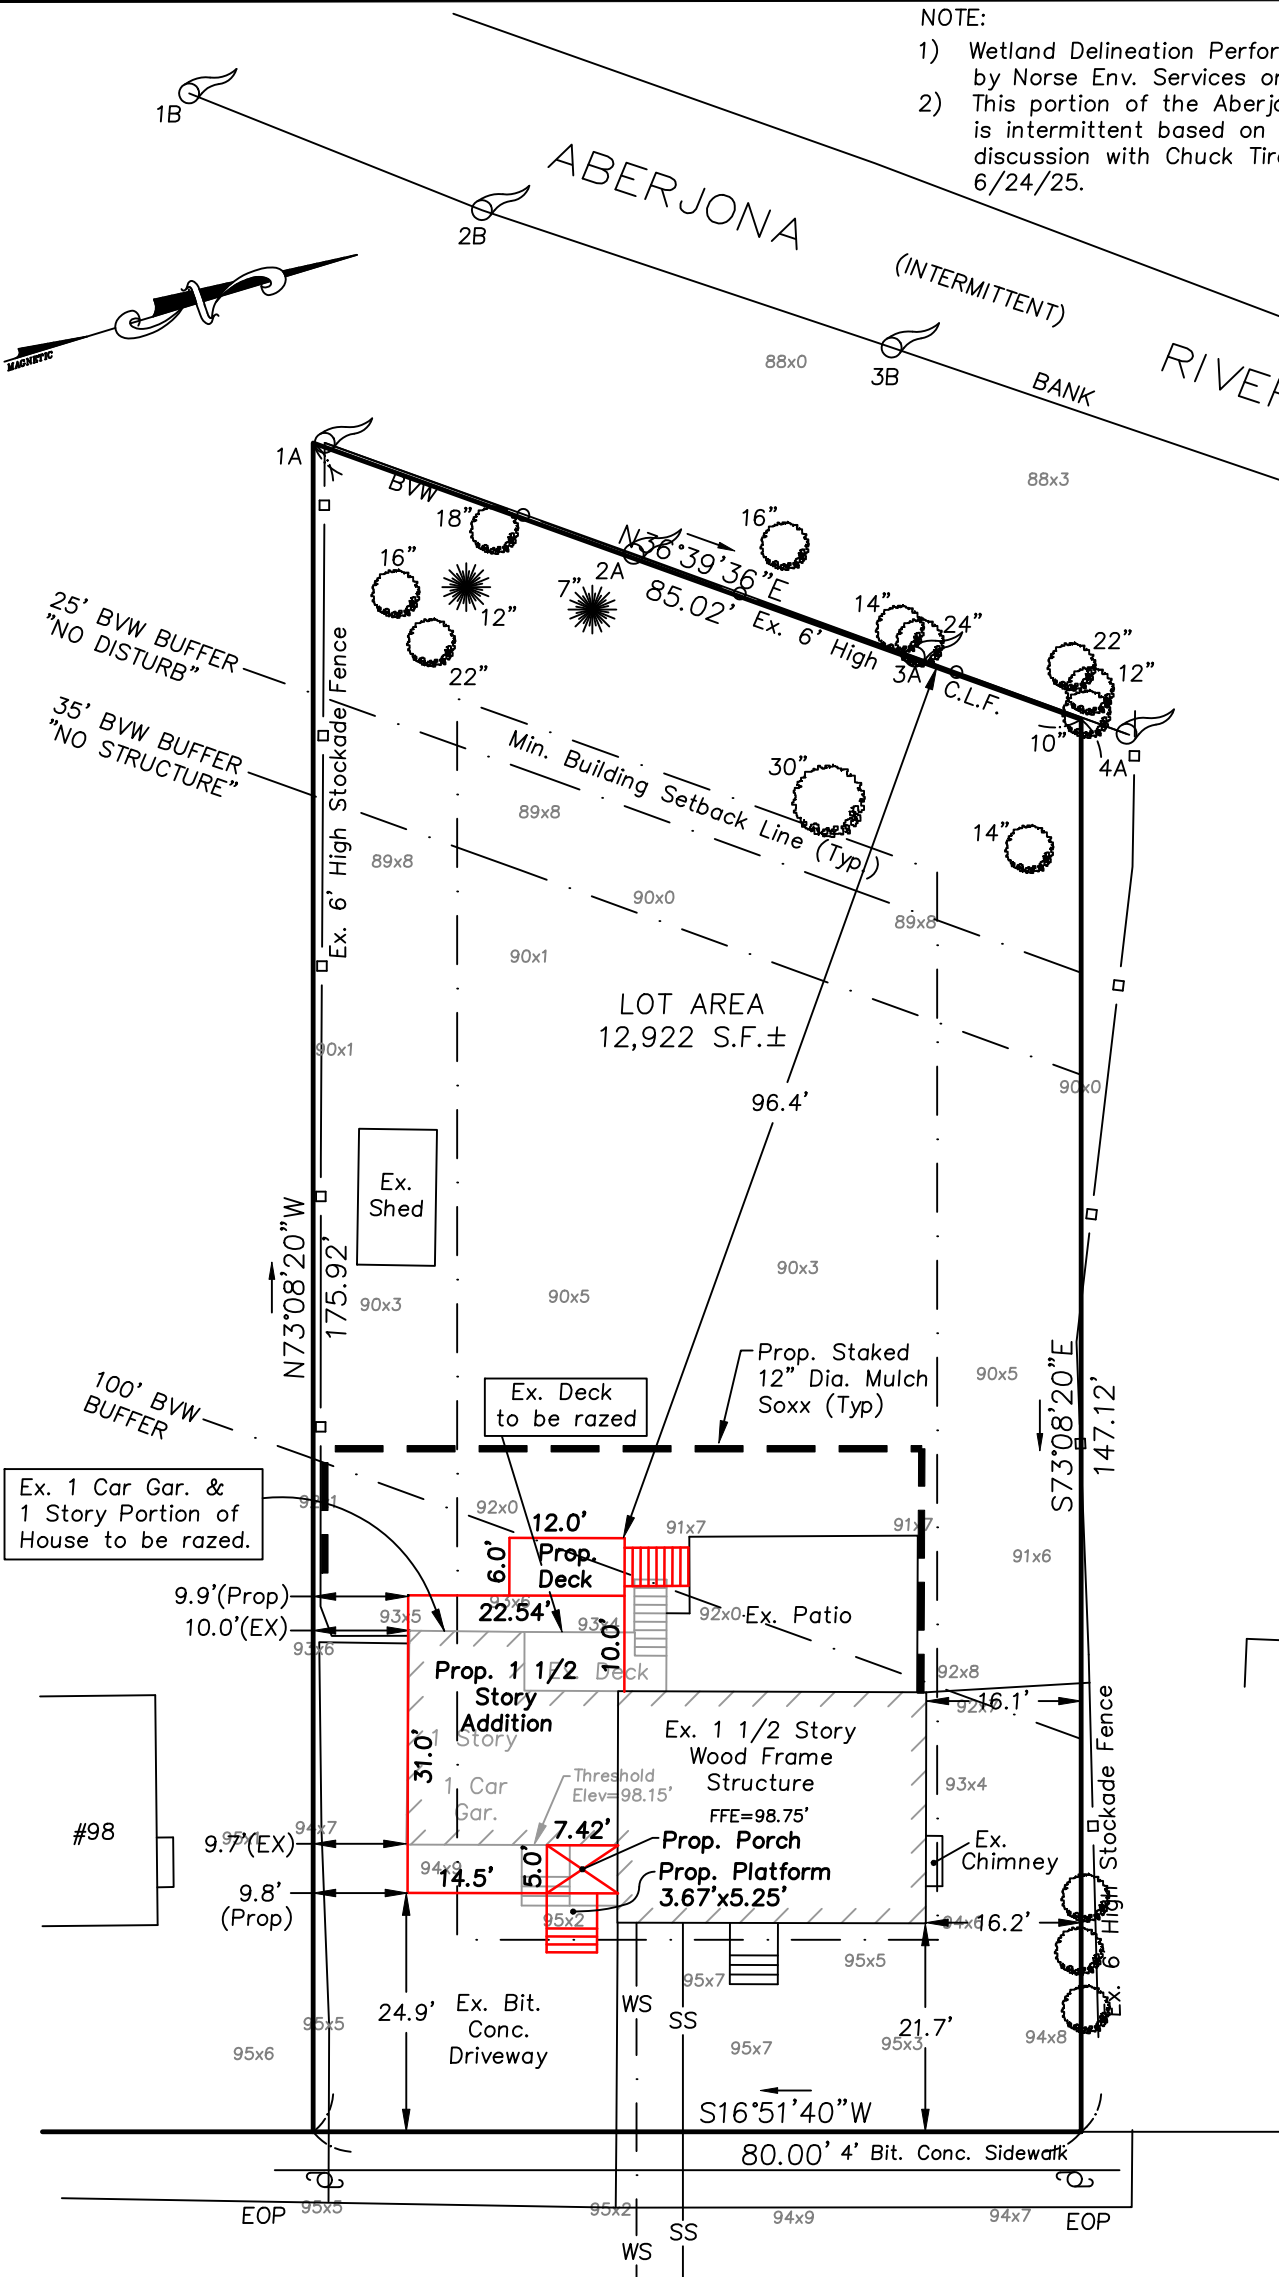 NOTE:
1) Wetland Delineation Perfor
by Norse Env. Services or
2) This portion of the Aberjo
is intermittent based on
discussion with Chuck Tire
6/24/25.
1B
2B
ABERJONA
(INTERMITTENT)
RIVER
MAGNETIC
88x0
3B
BANK
1A
88x3
BVW
18"
16"
N36°39'36"E
16"
2A
7"
12"
85.02'
Ex. 6' High
14"
24"
22"
12"
3A
C.L.F.
22"
10"
4A
25' BVW BUFFER
"NO DISTURB"
35' BVW BUFFER
"NO STRUCTURE"
Ex. 6' High Stockade Fence
Min. Building Setback Line (Typ.)
30"
14"
89x8
89x8
90x0
89x8
90x1
LOT AREA
12,922 S.F.±
90x1
90x0
96.4'
Ex.
Shed
N73°08'20"W
175.92'
90x3
90x3
90x5
Prop. Staked
12" Dia. Mulch
Soxx (Typ)
90x5
S73°08'20"E
147.12'
100' BVW
BUFFER
Ex. Deck
to be razed
Ex. 1 Car Gar. &
1 Story Portion of
House to be razed.
92x0
12.0'
91x7
91x7
6.0'
Prop.
Deck
91x6
9.9'(Prop)
93x6
10.0'(EX)
93x5
22.54'
93x4
10.0'
92x0
Ex. Patio
93x6
Ex. Deck
92x8
Prop. 1 1/2
Story
Addition
1 Story
92x7
16.1'
Ex. 1 1/2 Story
Wood Frame
Structure
FFE=98.75'
31.0'
1 Car
Gar.
Threshold
Elev=98.15'
93x4
Ex. 6' High Stockade Fence
#98
94x7
9.7'(EX)
7.42'
Prop. Porch
Ex.
Chimney
94x9
14.5'
5.0'
Prop. Platform
3.67'x5.25'
9.8'
(Prop)
95x2
94x6
16.2'
95x5
95x7
24.9'
Ex. Bit.
Conc.
Driveway
WS
SS
21.7'
95x5
95x6
95x7
95x3
94x8
S16°51'40"W
80.00'
4' Bit. Conc. Sidewalk
95x5
EOP
95x2
94x9
94x7
EOP
SS
WS